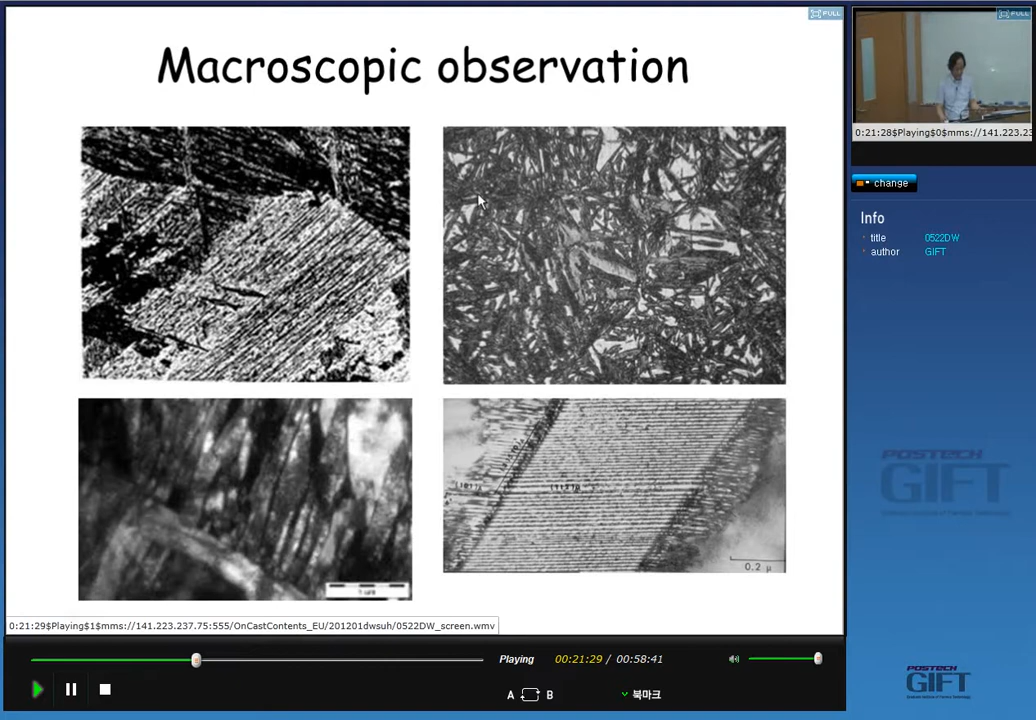 FULL
FULL
Macroscopic observation
0:21:28$Playing$0$mms://141.223.23
change
Info
title 0522DW
author GIFT
0.2 μ
0:21:29$Playing$1$mms://141.223.237.75:555/OnCastContents_EU/201201dwsuh/0522DW_screen.wmv
POSTECH
GIFT
Playing 00:21:29 / 00:58:41
A B 북마크
POSTECH
GIFT